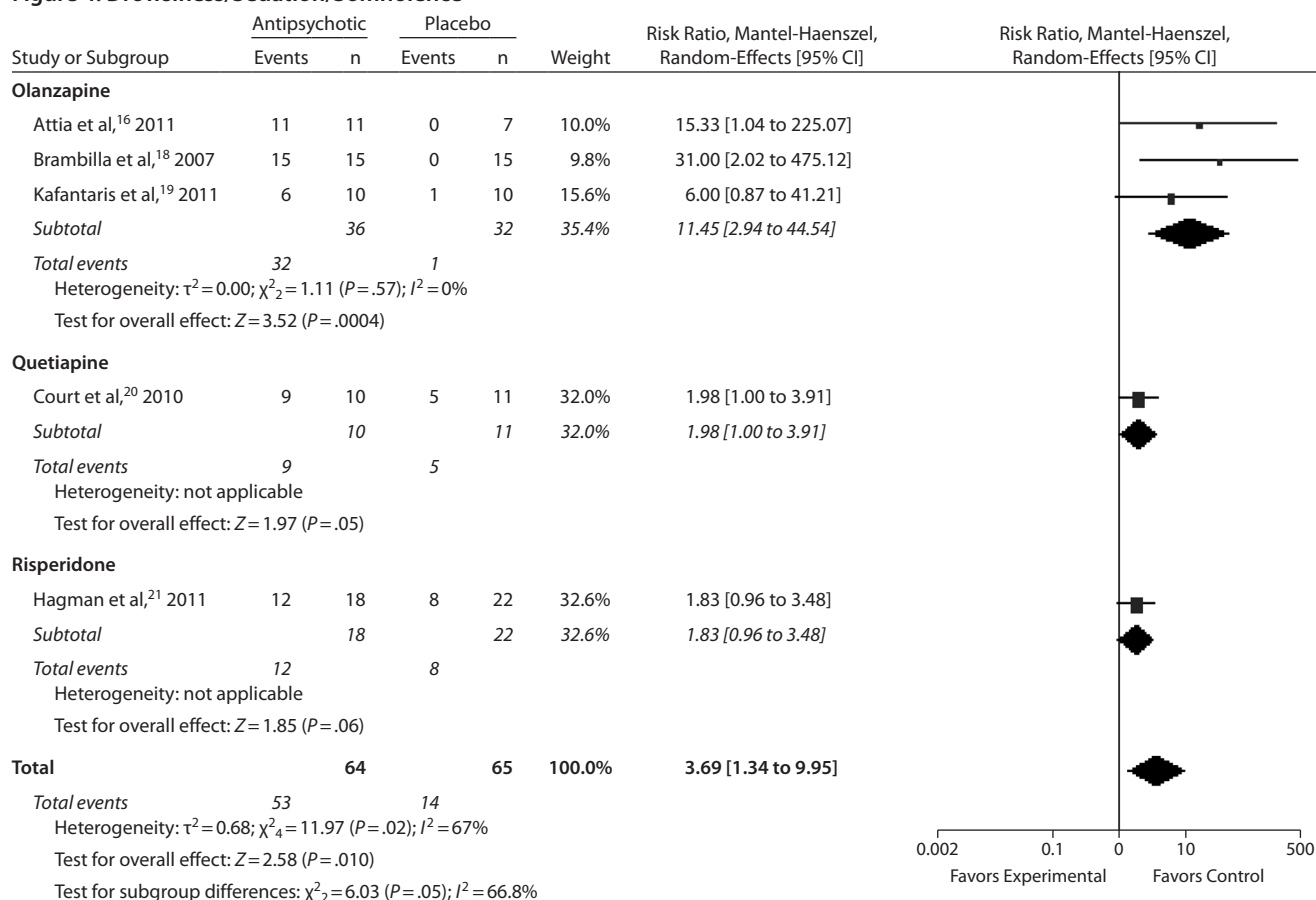 Antipsychotic Placebo Risk Ratio, Mantel-Haenszel, Risk Ratio, Mantel-Haenszel,
Study or Subgroup Events n Events n Weight Random-Effects [95% CI] Random-Effects [95% CI]
Olanzapine
Attia et al,16 2011 11 11 0 7 10.0% 15.33 [1.04 to 225.07]
Brambilla et al,18 2007 15 15 0 15 9.8% 31.00 [2.02 to 475.12]
Kafantaris et al,19 2011 6 10 1 10 15.6% 6.00 [0.87 to 41.21]
Subtotal 36 32 35.4% 11.45 [2.94 to 44.54]
Total events 32 1
Heterogeneity: τ² = 0.00; χ²₂ = 1.11 (P = .57); I² = 0%
Test for overall effect: Z = 3.52 (P = .0004)
Quetiapine
Court et al,20 2010 9 10 5 11 32.0% 1.98 [1.00 to 3.91]
Subtotal 10 11 32.0% 1.98 [1.00 to 3.91]
Total events 9 5
Heterogeneity: not applicable
Test for overall effect: Z = 1.97 (P = .05)
Risperidone
Hagman et al,21 2011 12 18 8 22 32.6% 1.83 [0.96 to 3.48]
Subtotal 18 22 32.6% 1.83 [0.96 to 3.48]
Total events 12 8
Heterogeneity: not applicable
Test for overall effect: Z = 1.85 (P = .06)
Total 64 65 100.0% 3.69 [1.34 to 9.95]
Total events 53 14
Heterogeneity: τ² = 0.68; χ²₄ = 11.97 (P = .02); I² = 67%
Test for overall effect: Z = 2.58 (P = .010)
Test for subgroup differences: χ²₂ = 6.03 (P = .05); I² = 66.8%
0.002 0.1 0 10 500
Favors Experimental Favors Control